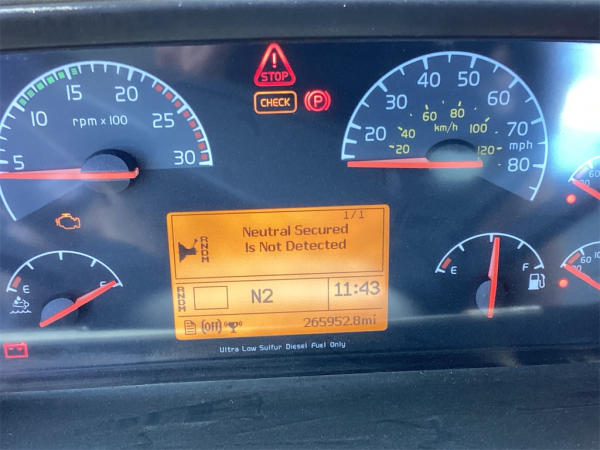 STOP
CHECK
P
5
10
15
20
25
30
rpm x 100
20
30
40
50
60
70
80
mph
20
40
60
80
100
120
km/h
1/1
Neutral Secured
Is Not Detected
RNDM
RNDM
N2
11:43
265952.8mi
E
F
E
F
Ultra Low Sulfur Diesel Fuel Only